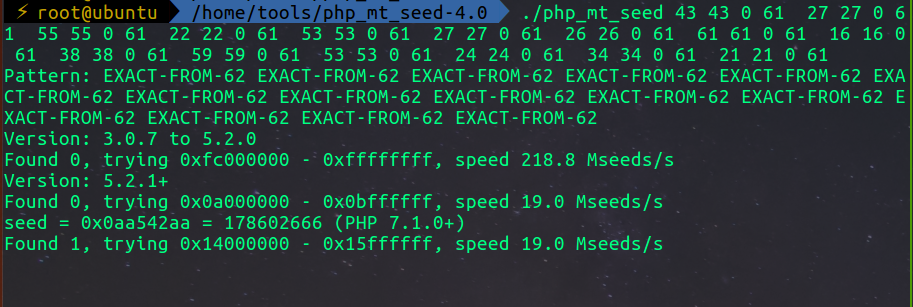 ⚡ root@ubuntu /home/tools/php_mt_seed-4.0 ./php_mt_seed 43 43 0 61  27 27 0 6
1  55 55 0 61  22 22 0 61  53 53 0 61  27 27 0 61  26 26 0 61  61 61 0 61  16 16 0
 61  38 38 0 61  59 59 0 61  53 53 0 61  24 24 0 61  34 34 0 61  21 21 0 61
Pattern: EXACT-FROM-62 EXACT-FROM-62 EXACT-FROM-62 EXACT-FROM-62 EXACT-FROM-62 EXA
CT-FROM-62 EXACT-FROM-62 EXACT-FROM-62 EXACT-FROM-62 EXACT-FROM-62 EXACT-FROM-62 E
XACT-FROM-62 EXACT-FROM-62 EXACT-FROM-62 EXACT-FROM-62
Version: 3.0.7 to 5.2.0
Found 0, trying 0xfc000000 - 0xffffffff, speed 218.8 Mseeds/s
Version: 5.2.1+
Found 0, trying 0x0a000000 - 0x0bffffff, speed 19.0 Mseeds/s
seed = 0x0aa542aa = 178602666 (PHP 7.1.0+)
Found 1, trying 0x14000000 - 0x15ffffff, speed 19.0 Mseeds/s